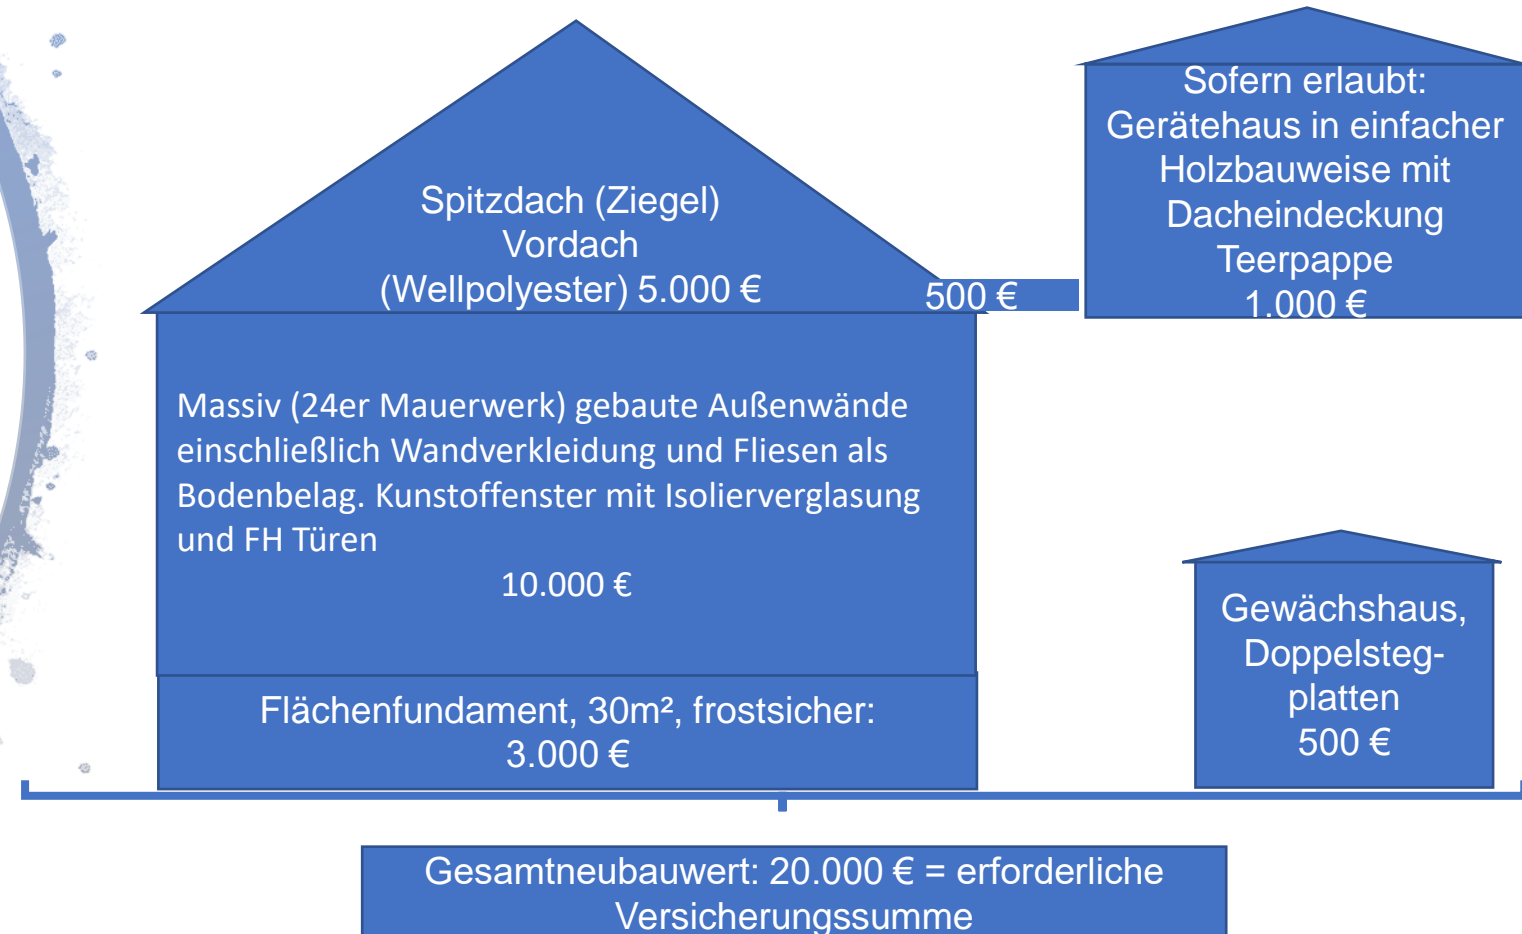 Spitzdach (Ziegel)
Vordach
(Wellpolyester) 5.000 €
500 €
Sofern erlaubt:
Gerätehaus in einfacher
Holzbauweise mit
Dacheindeckung
Teerpappe
1.000 €
Massiv (24er Mauerwerk) gebaute Außenwände
einschließlich Wandverkleidung und Fliesen als
Bodenbelag. Kunstoffenster mit Isolierverglasung
und FH Türen
10.000 €
Flächenfundament, 30m², frostsicher:
3.000 €
Gewächshaus,
Doppelsteg-
platten
500 €
Gesamtneubauwert: 20.000 € = erforderliche
Versicherungssumme